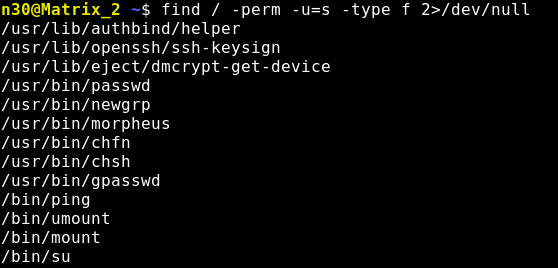 n30@Matrix_2 ~$ find / -perm -u=s -type f 2>/dev/null
/usr/lib/authbind/helper
/usr/lib/openssh/ssh-keysign
/usr/lib/eject/dmcrypt-get-device
/usr/bin/passwd
/usr/bin/newgrp
/usr/bin/morpheus
/usr/bin/chfn
/usr/bin/chsh
/usr/bin/gpasswd
/bin/ping
/bin/umount
/bin/mount
/bin/su